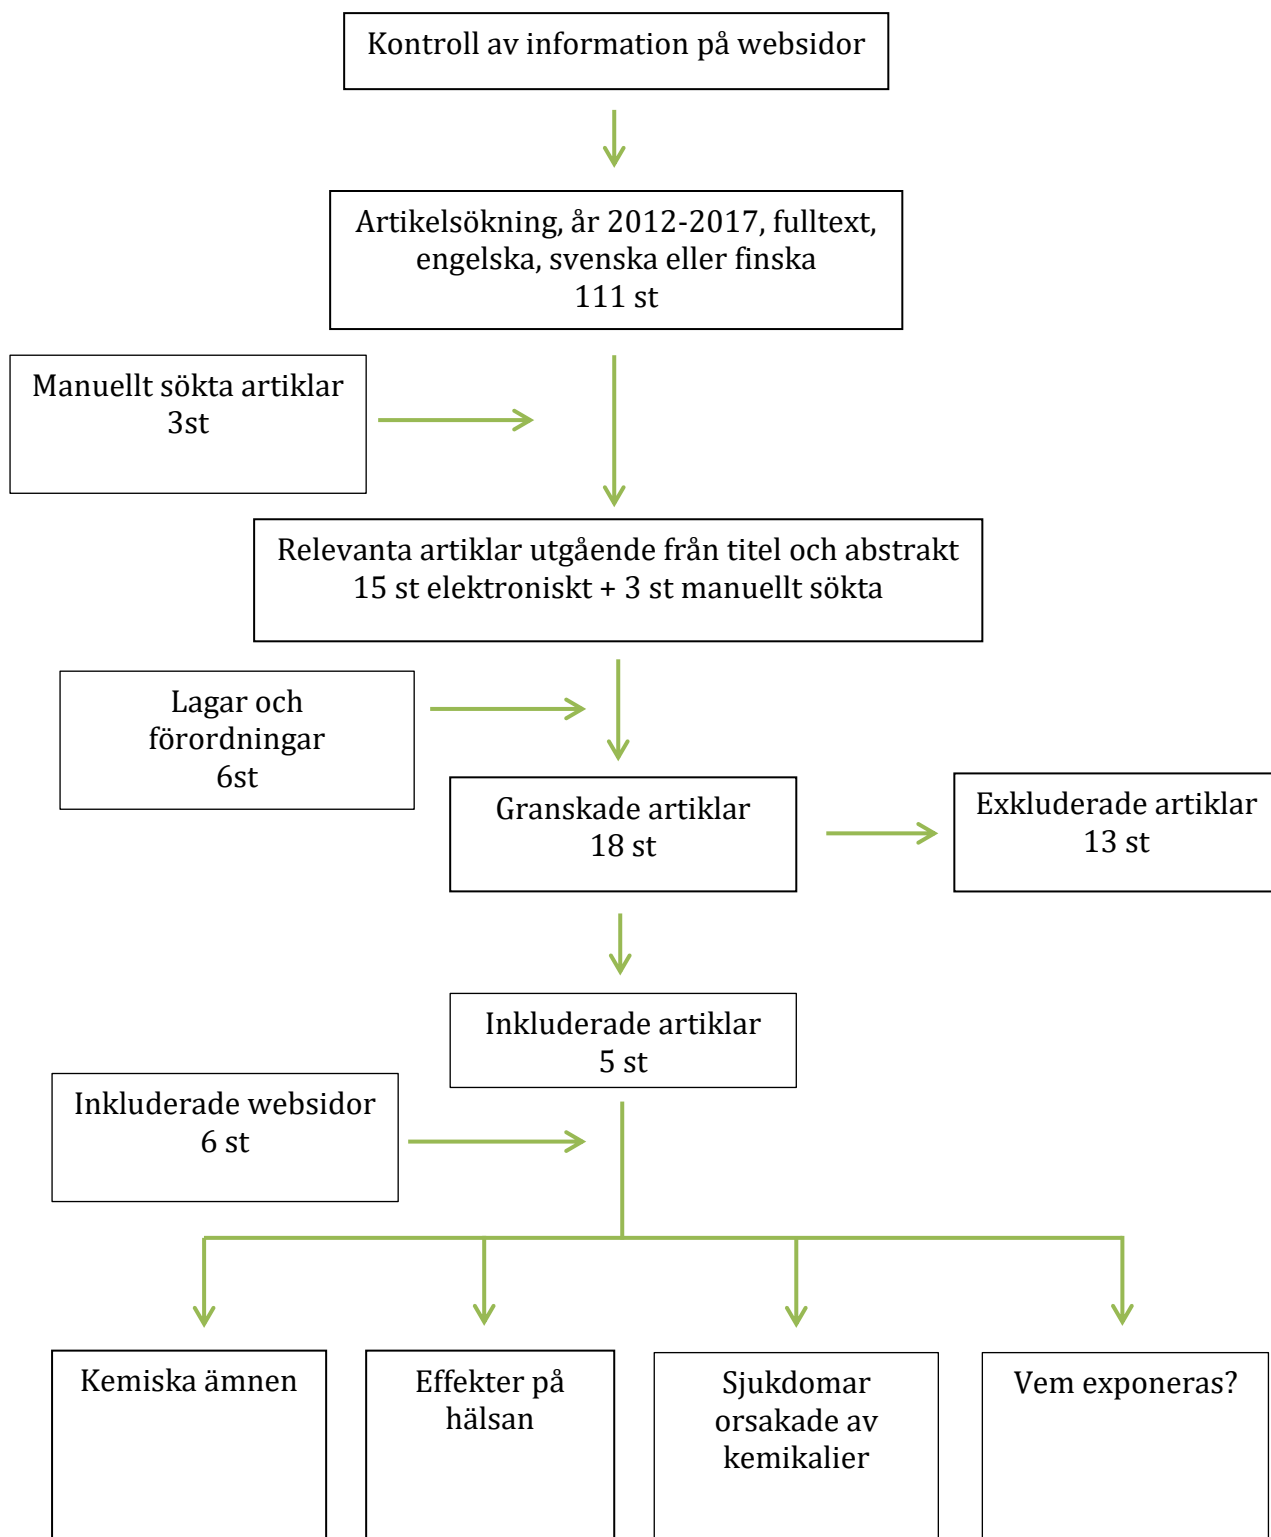 Kontroll av information på websidor
Artikelsökning, år 2012-2017, fulltext,
engelska, svenska eller finska
111 st
Manuellt sökta artiklar
3st
Relevanta artiklar utgående från titel och abstrakt
15 st elektroniskt + 3 st manuellt sökta
Lagar och
förordningar
6st
Granskade artiklar
18 st
Exkluderade artiklar
13 st
Inkluderade artiklar
5 st
Inkluderade websidor
6 st
Kemiska ämnen
Effekter på
hälsan
Sjukdomar
orsakade av
kemikalier
Vem exponeras?